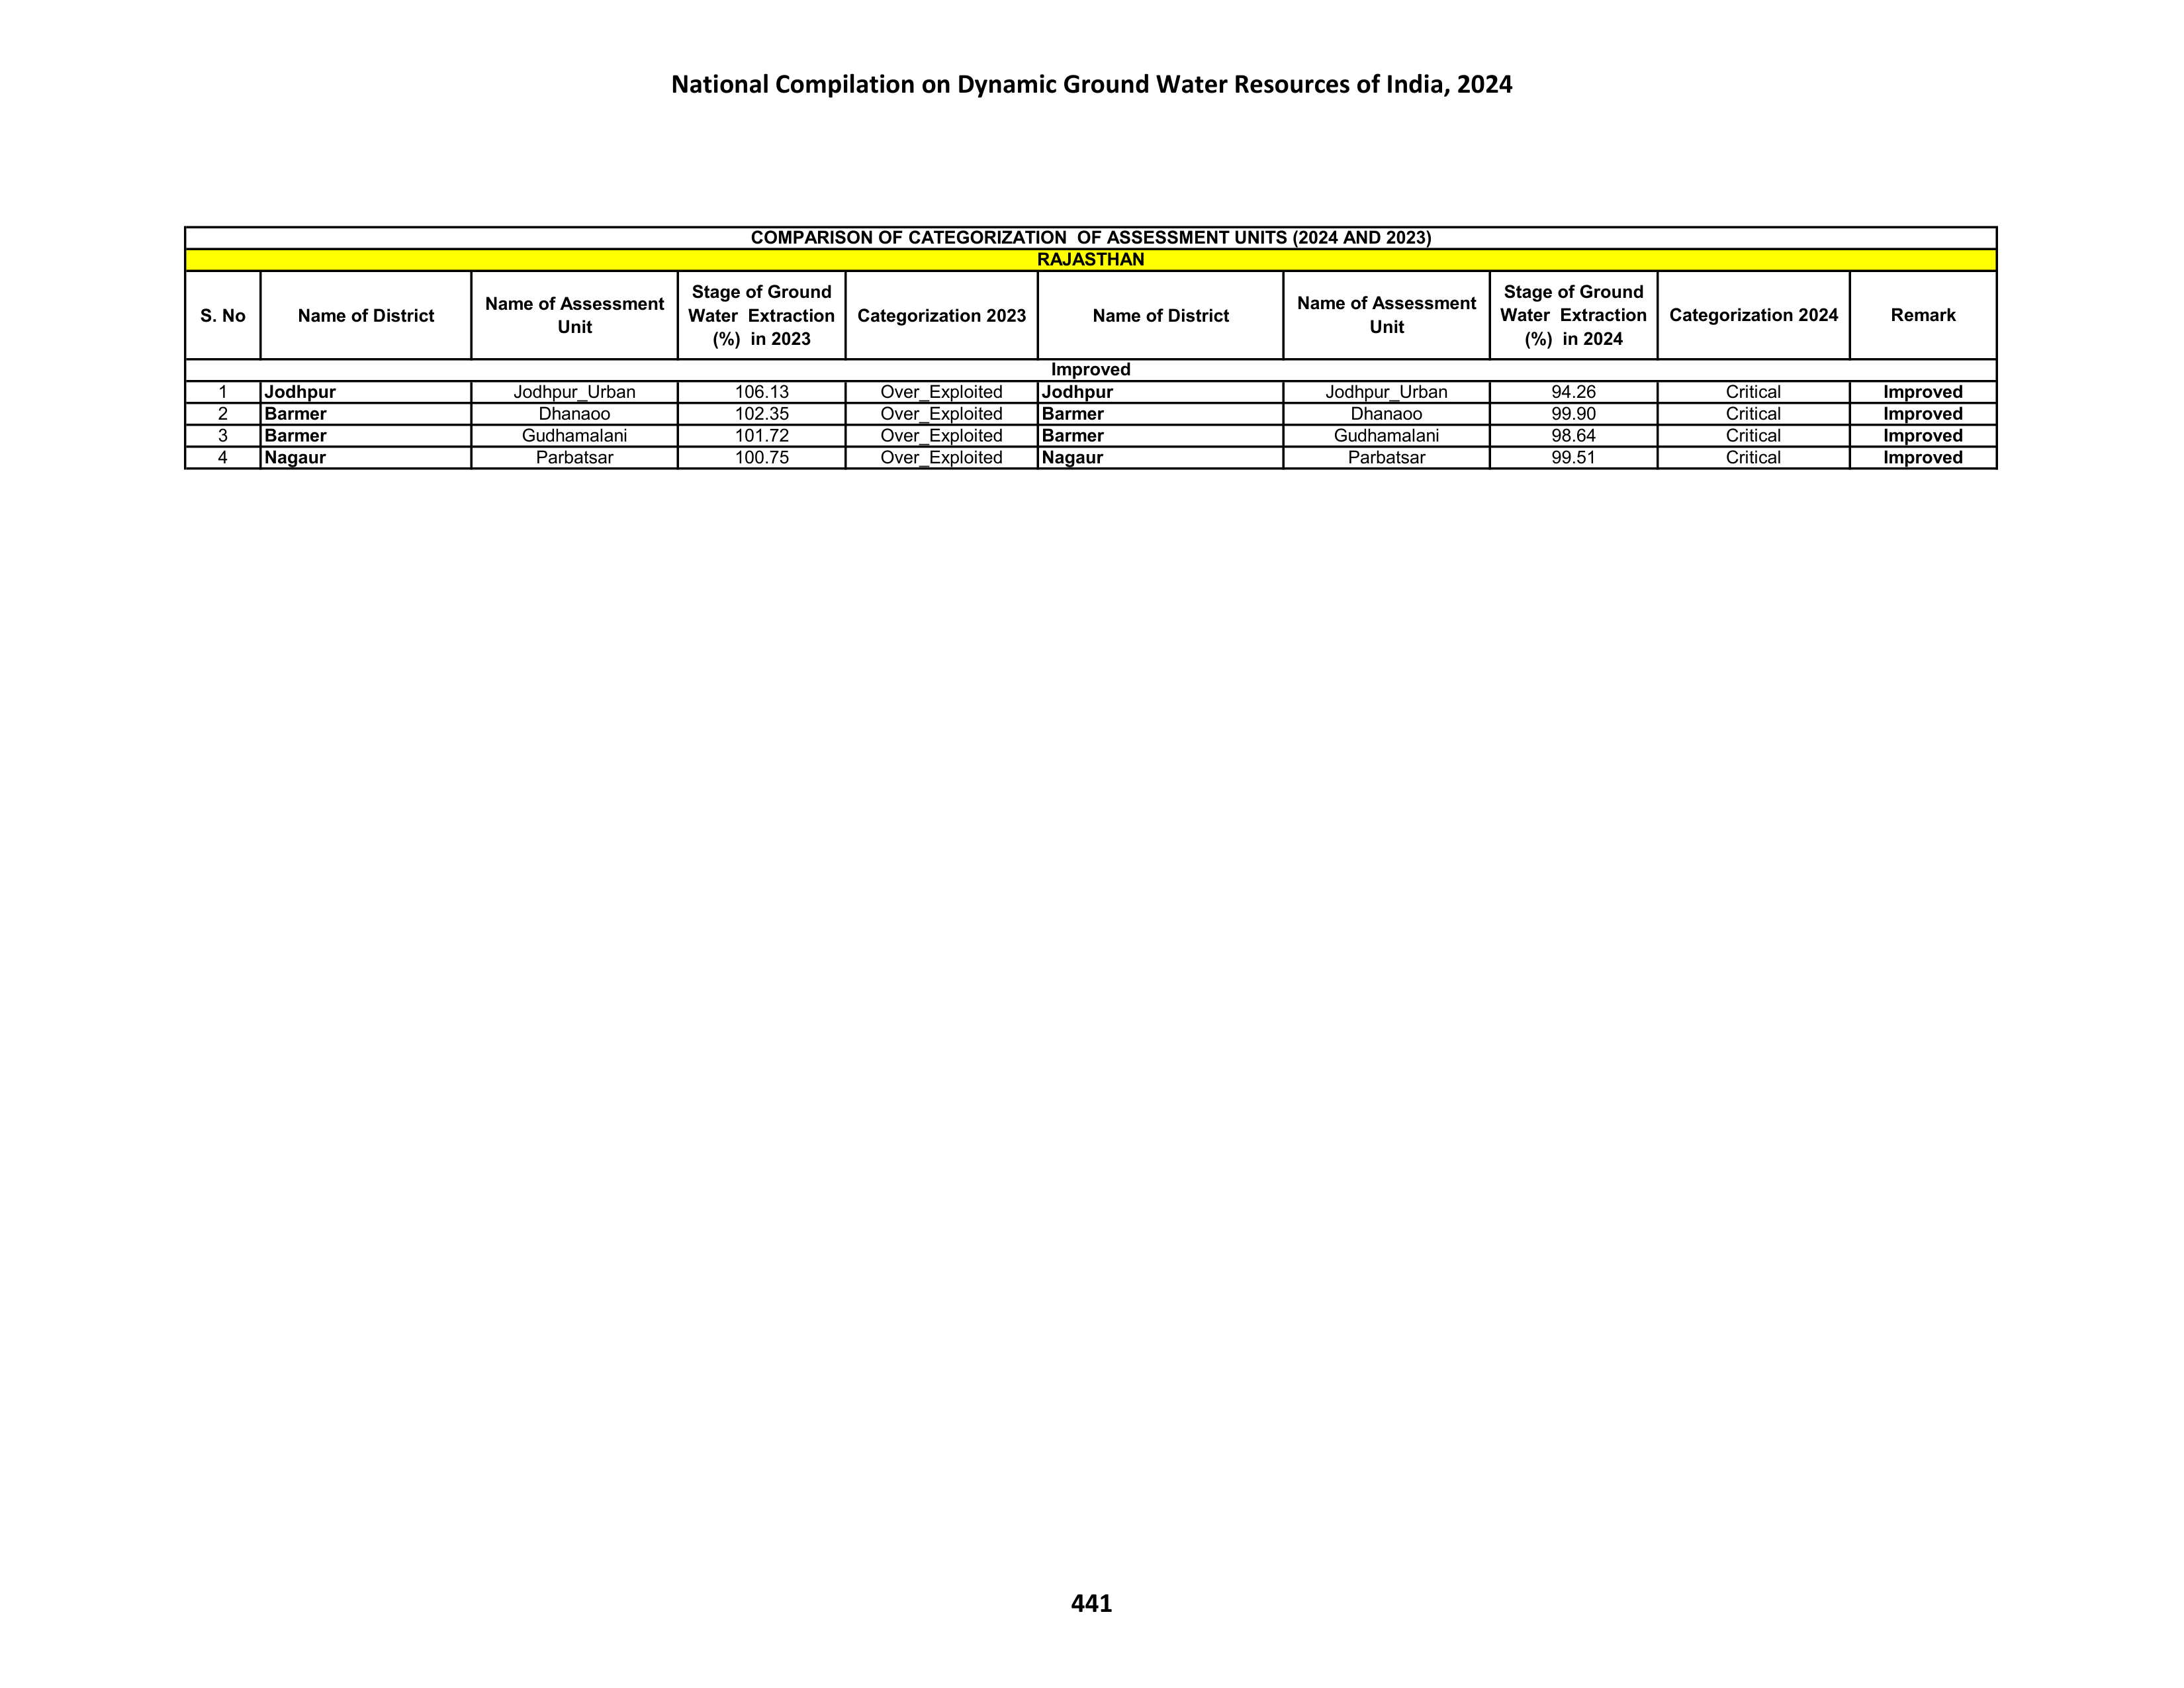 National Compilation on Dynamic Ground Water Resources of India, 2024
COMPARISON OF CATEGORIZATION OF ASSESSMENT UNITS (2024 AND 2023)
RAJASTHAN
S. No | Name of District | Name of Assessment Unit | Stage of Ground Water Extraction (%) in 2023 | Categorization 2023 | Name of District | Name of Assessment Unit | Stage of Ground Water Extraction (%) in 2024 | Categorization 2024 | Remark
Improved
1 | Jodhpur | Jodhpur_Urban | 106.13 | Over_Exploited | Jodhpur | Jodhpur_Urban | 94.26 | Critical | Improved
2 | Barmer | Dhanaoo | 102.35 | Over_Exploited | Barmer | Dhanaoo | 99.90 | Critical | Improved
3 | Barmer | Gudhamalani | 101.72 | Over_Exploited | Barmer | Gudhamalani | 98.64 | Critical | Improved
4 | Nagaur | Parbatsar | 100.75 | Over_Exploited | Nagaur | Parbatsar | 99.51 | Critical | Improved
441